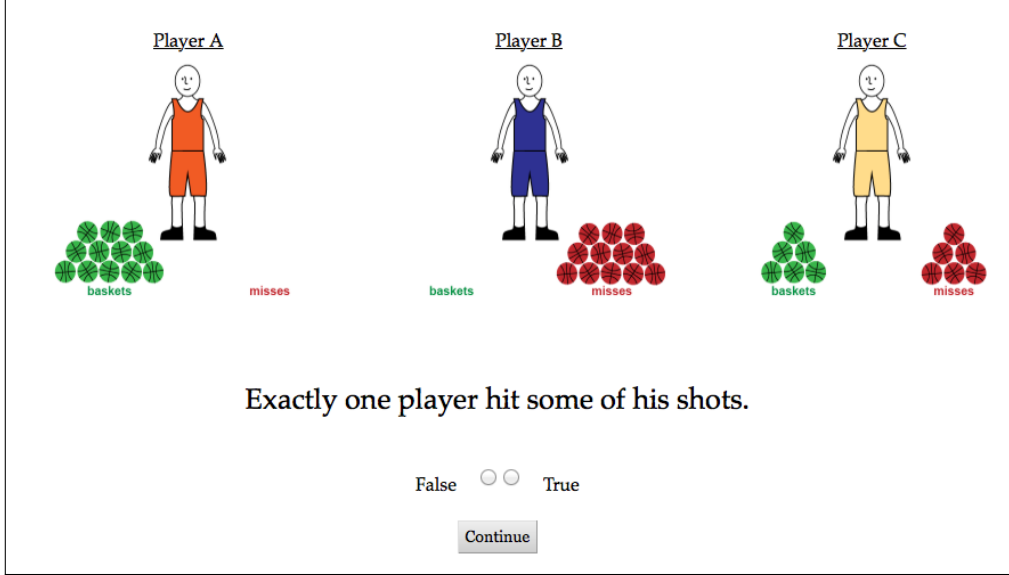 Player A Player B Player C
baskets misses baskets misses baskets misses
Exactly one player hit some of his shots.
False True
Continue